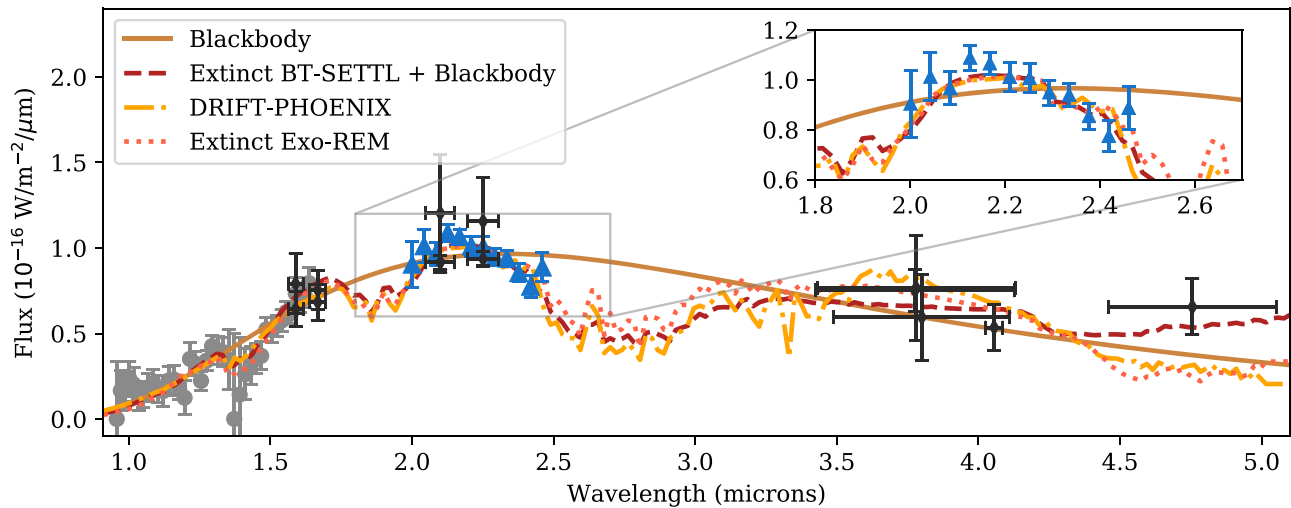 Blackbody
Extinct BT-SETTL + Blackbody
DRIFT-PHOENIX
Extinct Exo-REM
Flux (10⁻¹⁶ W/m⁻²/μm)
2.0
1.5
1.0
0.5
0.0
1.0 1.5 2.0 2.5 3.0 3.5 4.0 4.5 5.0
Wavelength (microns)
1.2
1.0
0.8
0.6
1.8 2.0 2.2 2.4 2.6